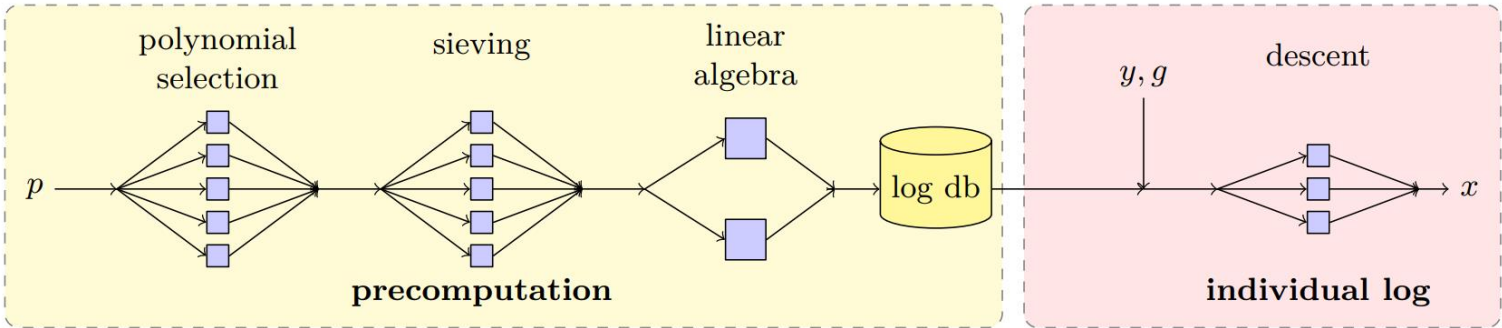 polynomial
selection
sieving
linear
algebra
y, g
descent
p
log db
x
precomputation
individual log